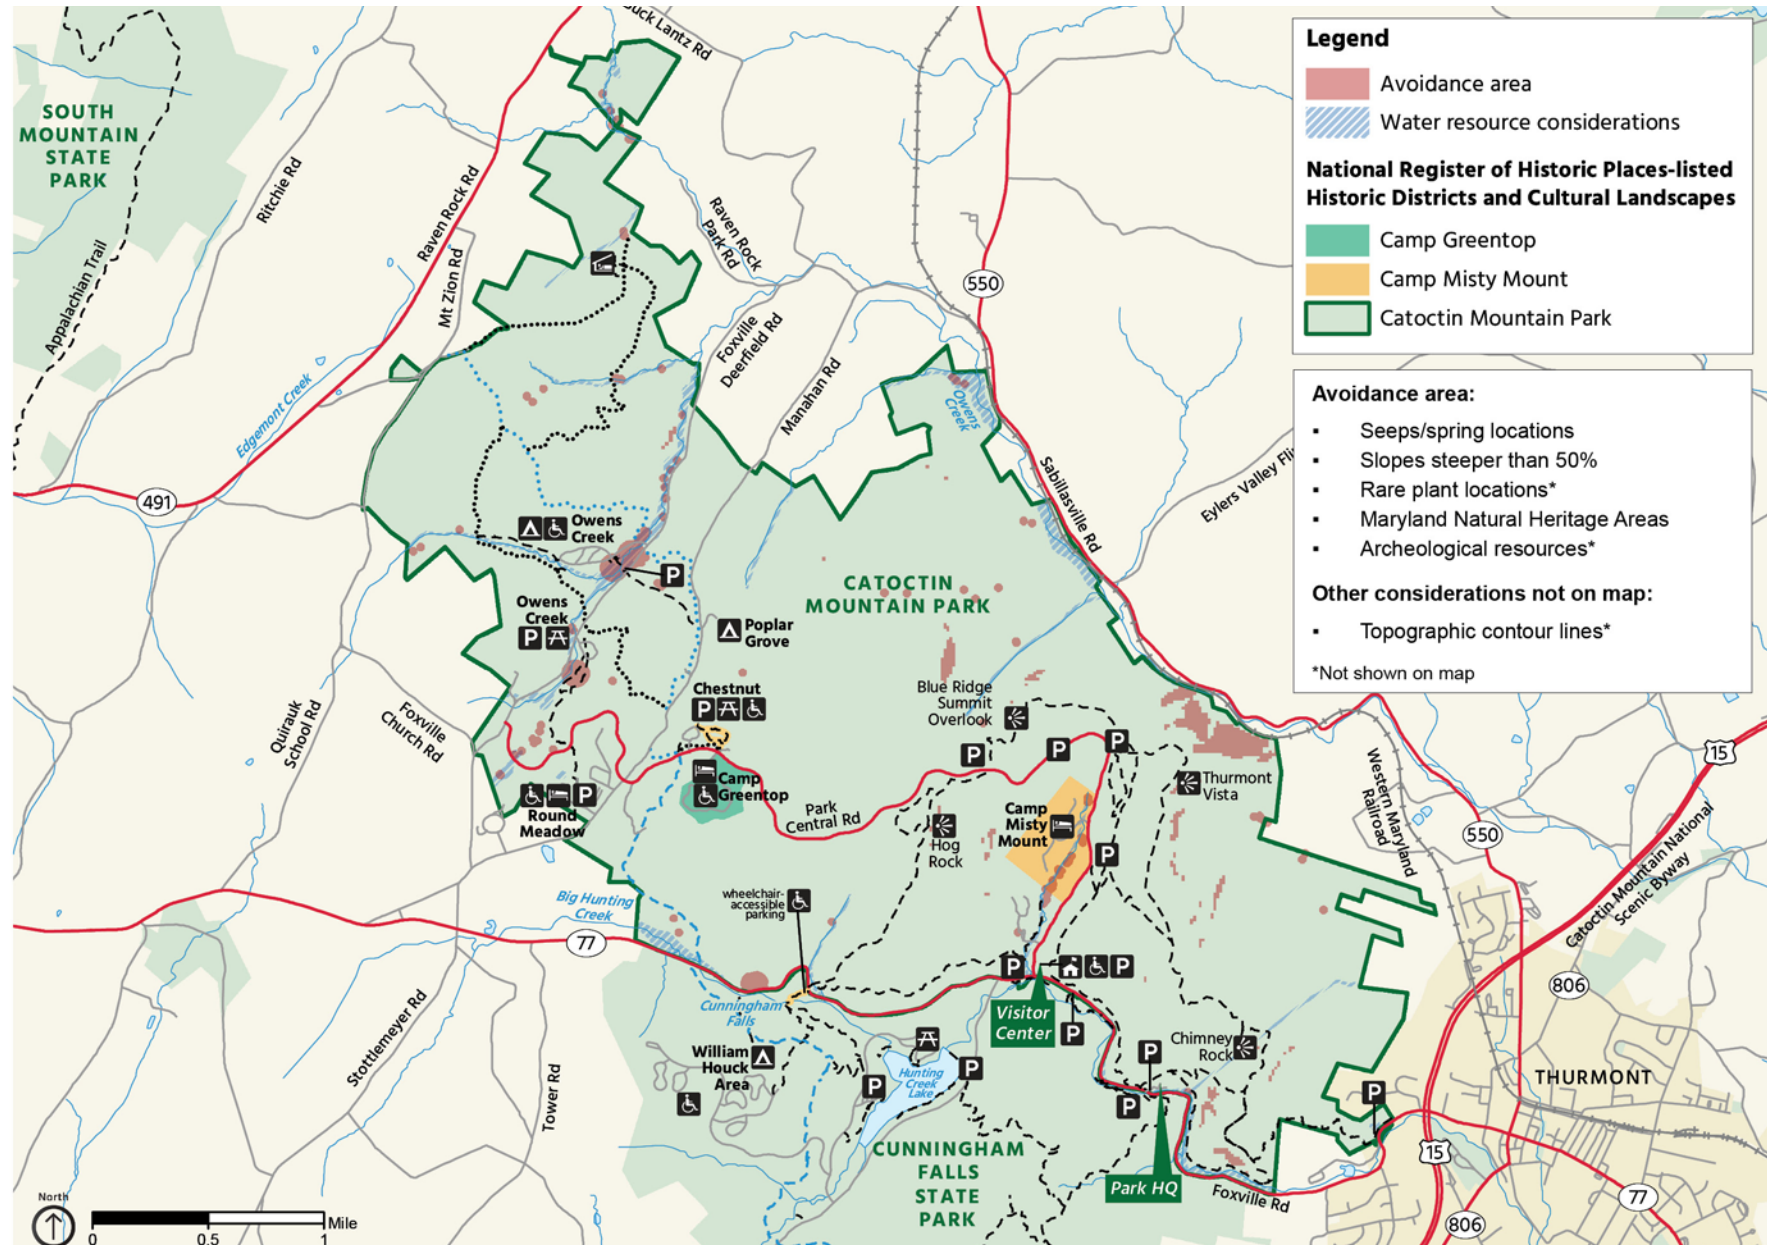 Buck Lantz Rd
SOUTH
MOUNTAIN
STATE
PARK
Ritchie Rd
Raven Rock Rd
Mt Zion Rd
Appalachian Trail
Edgemont Creek
491
Raven Rock
Park Rd
Foxville
Deerfield Rd
Manahan Rd
550
Owens
Creek
Sabillasville Rd
Legend
Avoidance area
Water resource considerations
National Register of Historic Places-listed
Historic Districts and Cultural Landscapes
Camp Greentop
Camp Misty Mount
Catoctin Mountain Park
Avoidance area:
▪ Seeps/spring locations
▪ Slopes steeper than 50%
▪ Rare plant locations*
▪ Maryland Natural Heritage Areas
▪ Archeological resources*
Other considerations not on map:
▪ Topographic contour lines*
*Not shown on map
Eylers Valley
Owens
Creek
P
Owens
Creek
P
CATOCTIN
MOUNTAIN PARK
Poplar
Grove
Chestnut
P
Blue Ridge
Summit
Overlook
P
P
P
Quirauk
School Rd
Foxville
Church Rd
P
Round
Meadow
Camp
Greentop
Park
Central Rd
Hog
Rock
Camp
Misty
Mount
P
Thurmont
Vista
Western Maryland
Railroad
15
550
Catoctin Mountain National
Scenic Byway
Big Hunting
Creek
77
wheelchair-
accessible
parking
P
P
Visitor
Center
P
Cunningham
Falls
William
Houck
Area
P
Hunting
Creek
Lake
P
P
P
Chimney
Rock
P
806
THURMONT
Stottlemeyer Rd
Tower Rd
CUNNINGHAM
FALLS
STATE
PARK
Park HQ
Foxville Rd
15
77
806
North
0
0.5
1
Mile